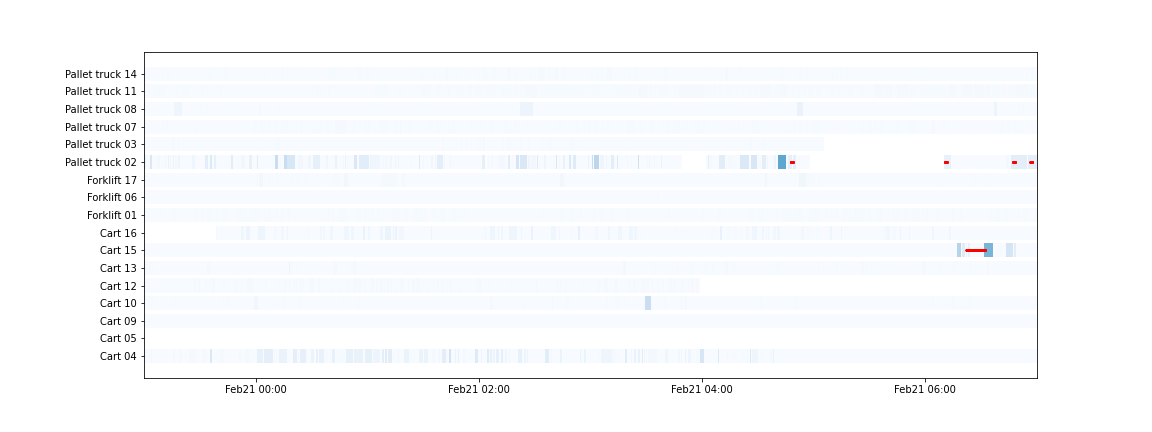 Pallet truck 14
Pallet truck 11
Pallet truck 08
Pallet truck 07
Pallet truck 03
Pallet truck 02
Forklift 17
Forklift 06
Forklift 01
Cart 16
Cart 15
Cart 13
Cart 12
Cart 10
Cart 09
Cart 05
Cart 04
Feb21 00:00 Feb21 02:00 Feb21 04:00 Feb21 06:00